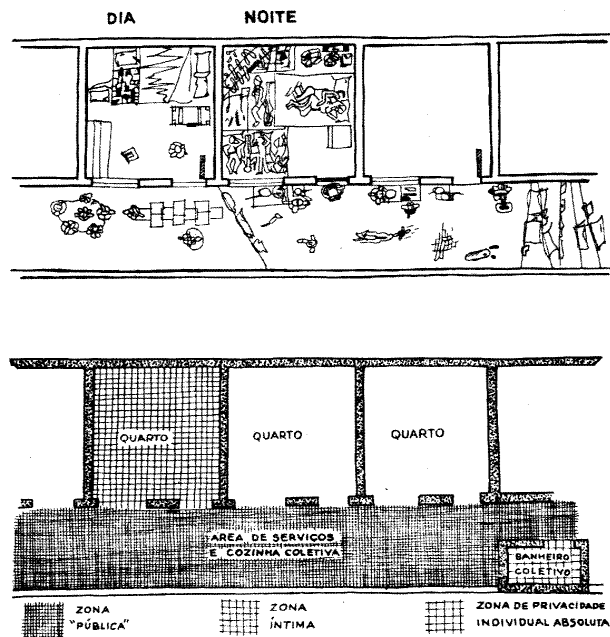 DIA
NOITE
QUARTO
QUARTO
QUARTO
AREA DE SERVIÇOS
E COZINHA COLETIVA
BANHEIRO
COLETIVO
ZONA
"PÚBLICA"
ZONA
ÍNTIMA
ZONA DE PRIVACIDADE
INDIVIDUAL ABSOLUTA